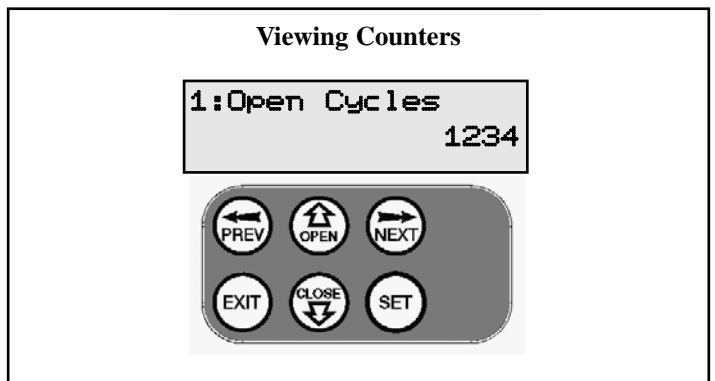 Viewing Counters
1:Open Cycles
1234
PREV
OPEN
NEXT
EXIT
CLOSE
SET